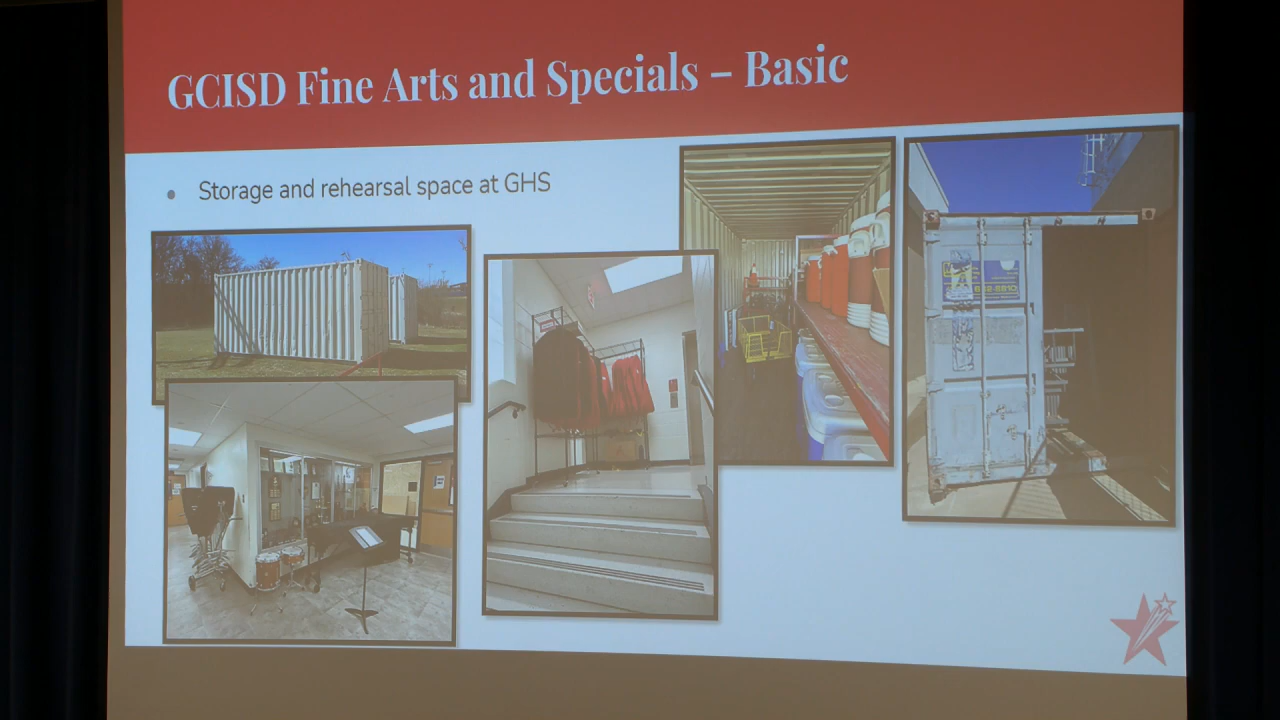 GCISD Fine Arts and Specials – Basic
• Storage and rehearsal space at GHS